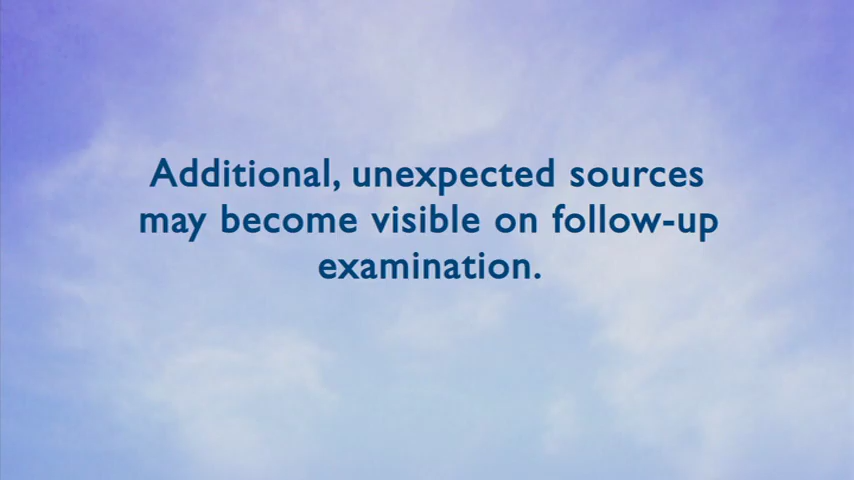 Additional, unexpected sources
may become visible on follow-up
examination.